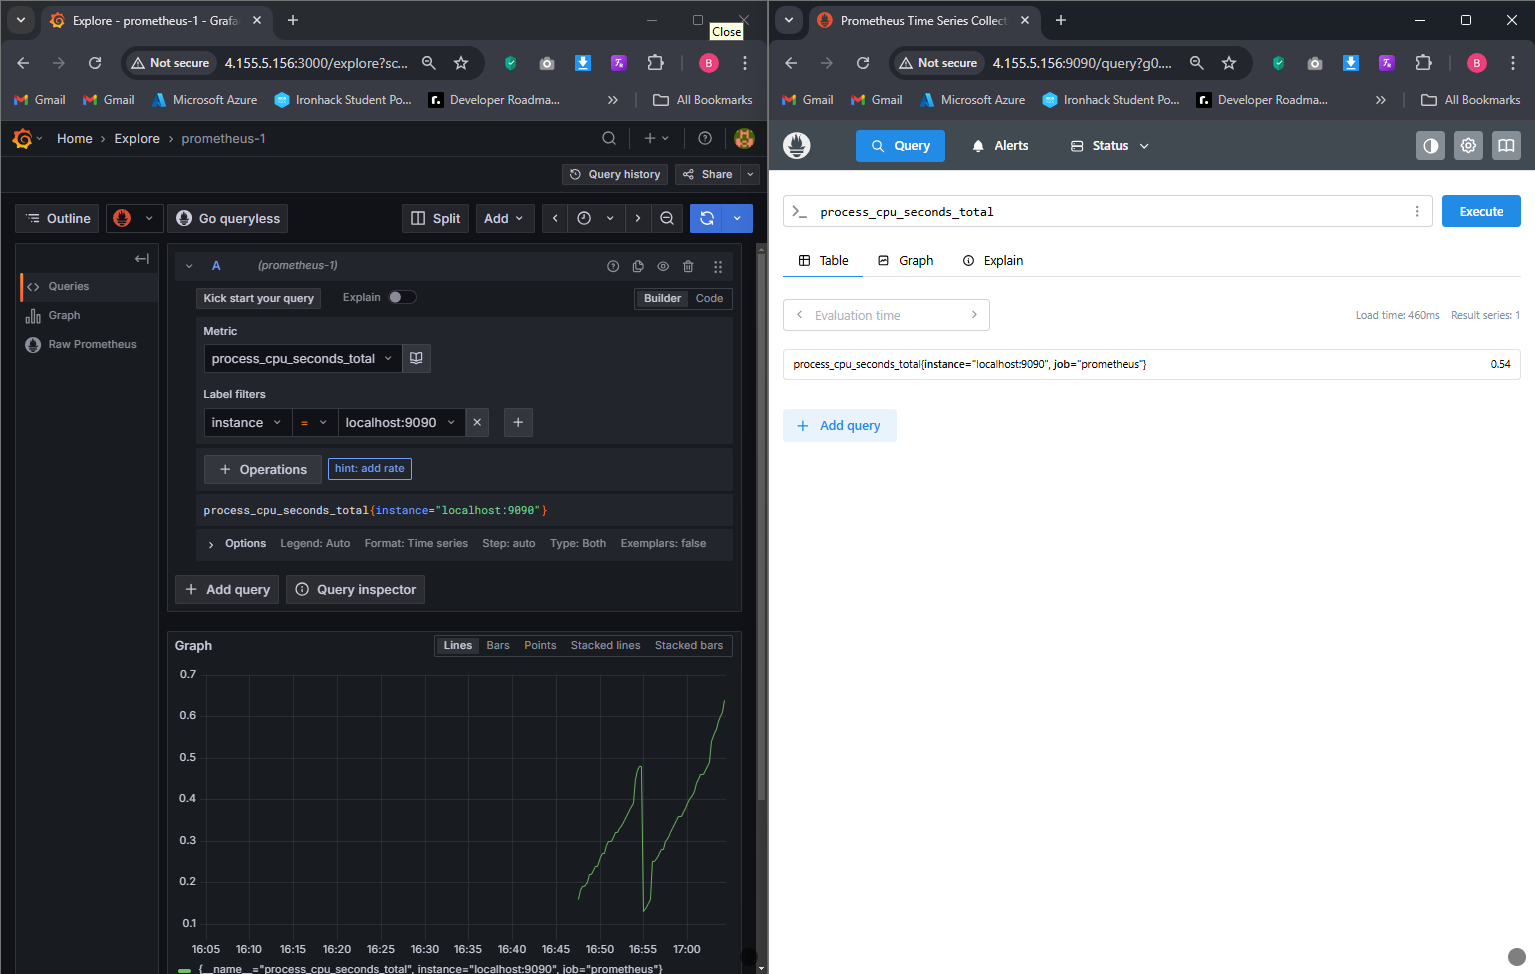 Explore - prometheus-1 - Grafa
Close
Not secure
4.155.5.156:3000/explore?sc...
B
Gmail
Gmail
Microsoft Azure
Ironhack Student Po...
Developer Roadma...
»
All Bookmarks
Home
Explore
prometheus-1
Query history
Share
Outline
Go queryless
Split
Add
Queries
Graph
Raw Prometheus
A
(prometheus-1)
Kick start your query
Explain
Builder
Code
Metric
process_cpu_seconds_total
Label filters
instance
=
localhost:9090
+ Operations
hint: add rate
process_cpu_seconds_total{instance="localhost:9090"}
Options
Legend: Auto
Format: Time series
Step: auto
Type: Both
Exemplars: false
+ Add query
Query inspector
Graph
Lines
Bars
Points
Stacked lines
Stacked bars
0.7
0.6
0.5
0.4
0.3
0.2
0.1
16:05
16:10
16:15
16:20
16:25
16:30
16:35
16:40
16:45
16:50
16:55
17:00
{__name__="process_cpu_seconds_total", instance="localhost:9090", job="prometheus"}
Prometheus Time Series Collect
Not secure
4.155.5.156:9090/query?g0....
B
Gmail
Gmail
Microsoft Azure
Ironhack Student Po...
Developer Roadma...
»
All Bookmarks
Query
Alerts
Status
>_ process_cpu_seconds_total
Execute
Table
Graph
Explain
Evaluation time
Load time: 460ms
Result series: 1
process_cpu_seconds_total{instance="localhost:9090", job="prometheus"}
0.54
+ Add query